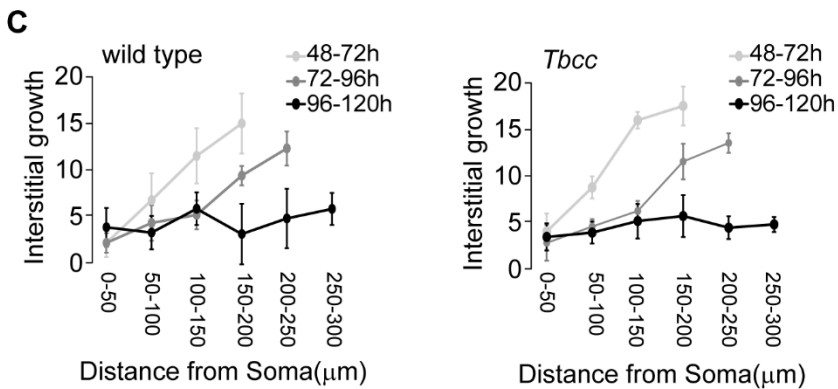 C
wild type
48-72h
72-96h
96-120h
Interstitial growth
20
15
10
5
0
0-50
50-100
100-150
150-200
200-250
250-300
Distance from Soma(μm)
Tbcc
48-72h
72-96h
96-120h
Interstitial growth
20
15
10
5
0
0-50
50-100
100-150
150-200
200-250
250-300
Distance from Soma(μm)